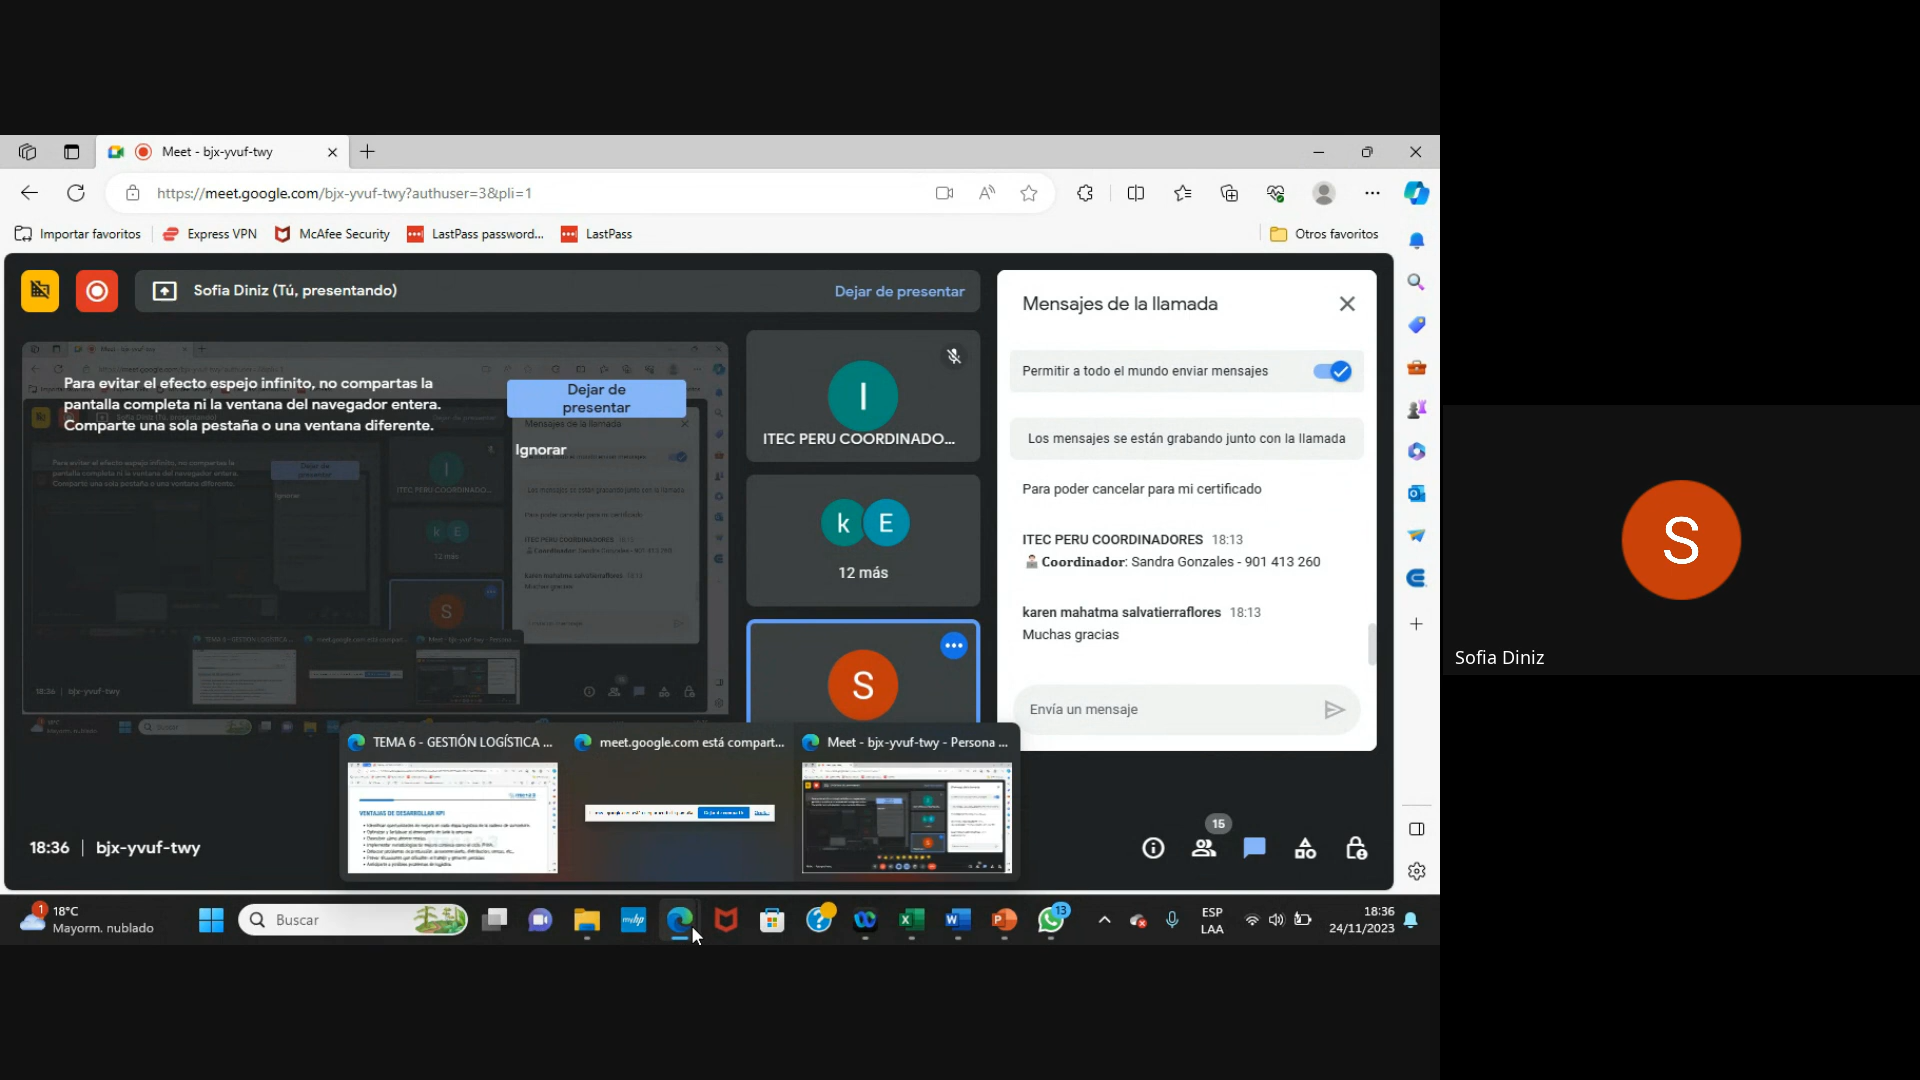 Meet - bjx-yvuf-twy
https://meet.google.com/bjx-yvuf-twy?authuser=3&pli=1
Importar favoritos
Express VPN
McAfee Security
LastPass password...
LastPass
Otros favoritos
Sofia Diniz (Tú, presentando)
Dejar de presentar
Para evitar el efecto espejo infinito, no compartas la
pantalla completa ni la ventana del navegador entera.
Comparte una sola pestaña o una ventana diferente.
Dejar de
presentar
Ignorar
I
ITEC PERU COORDINADO...
k E
12 más
S
Mensajes de la llamada
Permitir a todo el mundo enviar mensajes
Los mensajes se están grabando junto con la llamada
Para poder cancelar para mi certificado
ITEC PERU COORDINADORES 18:13
Coordinador: Sandra Gonzales - 901 413 260
karen mahatma salvatierraflores 18:13
Muchas gracias
Envía un mensaje
S
Sofia Diniz
TEMA 6 - GESTIÓN LOGÍSTICA ...
meet.google.com está compart...
Meet - bjx-yvuf-twy - Persona ...
VENTAJAS DE DESARROLLAR KPI
18:36 | bjx-yvuf-twy
15
1
18°C
Mayorm. nublado
Buscar
myhp
13
ESP
LAA
18:36
24/11/2023